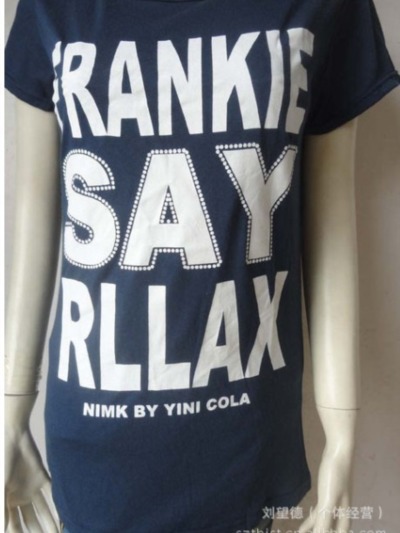 FRANKIE
SAY
RLLAX
NIMK BY YINI COLA
刘望德（个体经营）